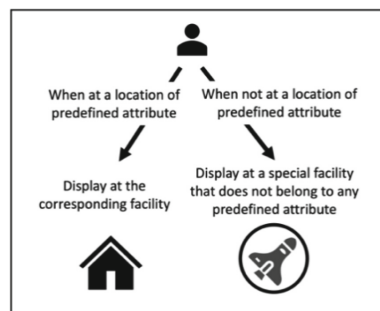 When at a location of
predefined attribute
When not at a location of
predefined attribute
Display at the
corresponding facility
Display at a special facility
that does not belong to any
predefined attribute